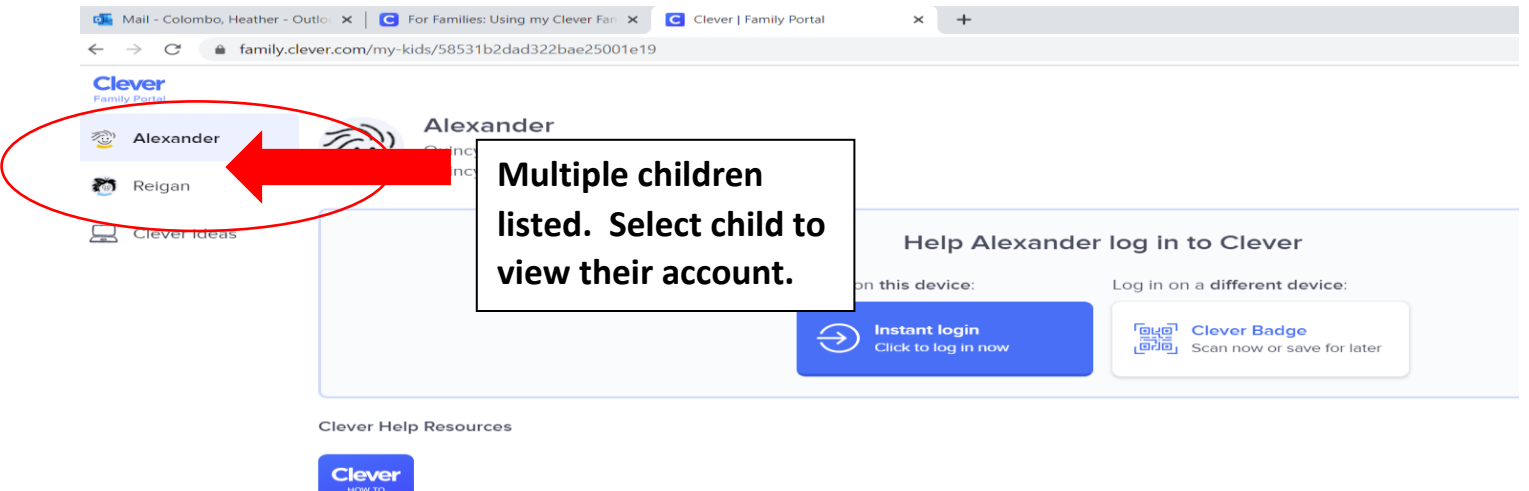 Mail - Colombo, Heather - Outlo
For Families: Using my Clever Fan
Clever | Family Portal
family.clever.com/my-kids/58531b2dad322bae25001e19
Clever
Family Portal
Alexander
Reigan
Clever Ideas
Alexander
Multiple children
listed. Select child to
view their account.
Help Alexander log in to Clever
on this device:
Log in on a different device:
Instant login
Click to log in now
Clever Badge
Scan now or save for later
Clever Help Resources
Clever
HOW TO